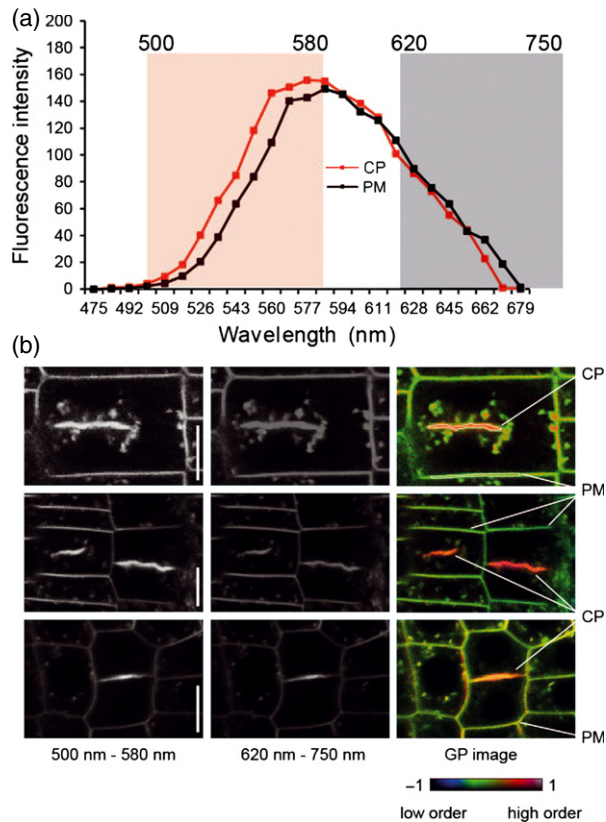 (a)
500 580 620 750
200
180
160
140
120
100
80
60
40
20
0
Fluorescence intensity
CP
PM
475 492 509 526 543 560 577 594 611 628 645 662 679
Wavelength (nm)
(b)
CP
PM
CP
PM
500 nm - 580 nm 620 nm - 750 nm GP image
–1 1
low order high order